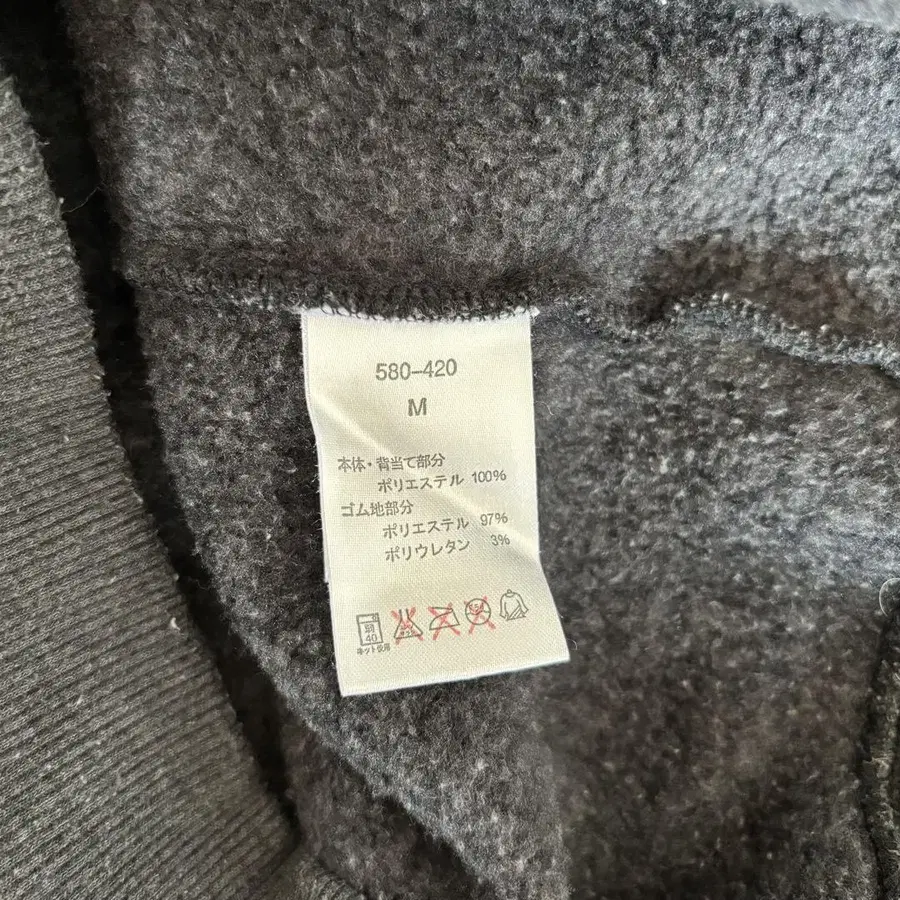 580-420
M
本体・背当て部分
ポリエステル 100%
ゴム地部分
ポリエステル 97%
ポリウレタン 3%
弱
40
ネット使用